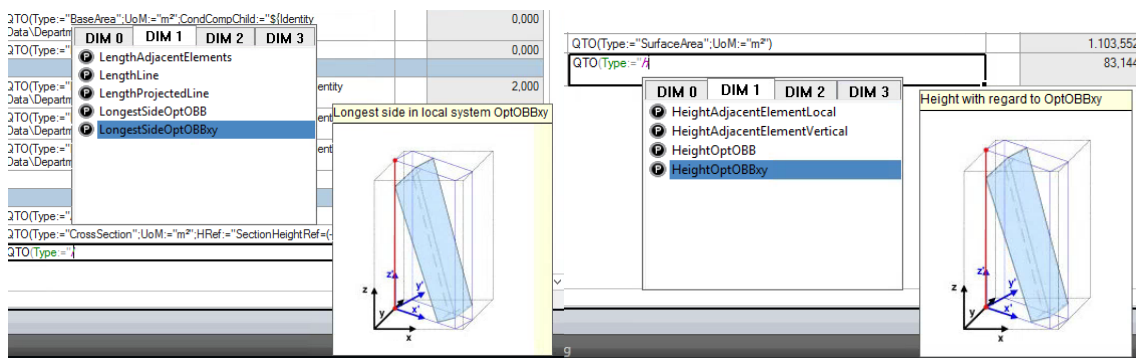 QTO(Type:="BaseArea";UoM:="m²";CondCompChild:="${Identity
Data\Departm
0,000
DIM 0 DIM 1 DIM 2 DIM 3
QTO(Type:="
0,000
LengthAdjacentElements
LengthLine
LengthProjectedLine
LongestSideOptOBB
LongestSideOptOBBxy
QTO(Type:="
entity
2,000
Data\Departm
QTO(Type:="
Data\Departm
QTO(Type:="
Data\Departm
QTO(Type:="
QTO(Type:="CrossSection";UoM:="m²";HRef:="SectionHeightRef=(-
QTO(Type:="/
Longest side in local system OptOBBxy
z'
y'
x'
z
y
x
QTO(Type:="SurfaceArea";UoM:="m²")
1.103,552
QTO(Type:="/
83,144
DIM 0 DIM 1 DIM 2 DIM 3
HeightAdjacentElementLocal
HeightAdjacentElementVertical
HeightOptOBB
HeightOptOBBxy
Height with regard to OptOBBxy
z'
y'
x'
z
y
x
g